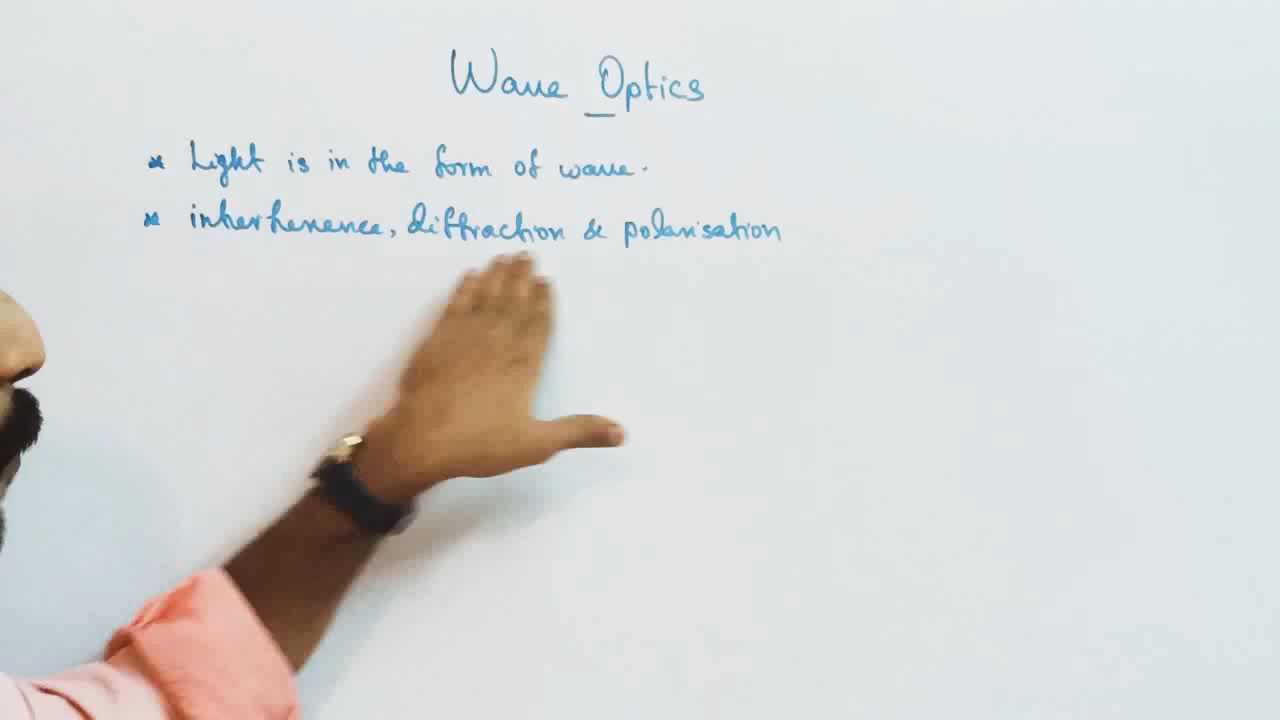 Wave Optics
* Light is in the form of wave.
* interference, diffraction & polarisation